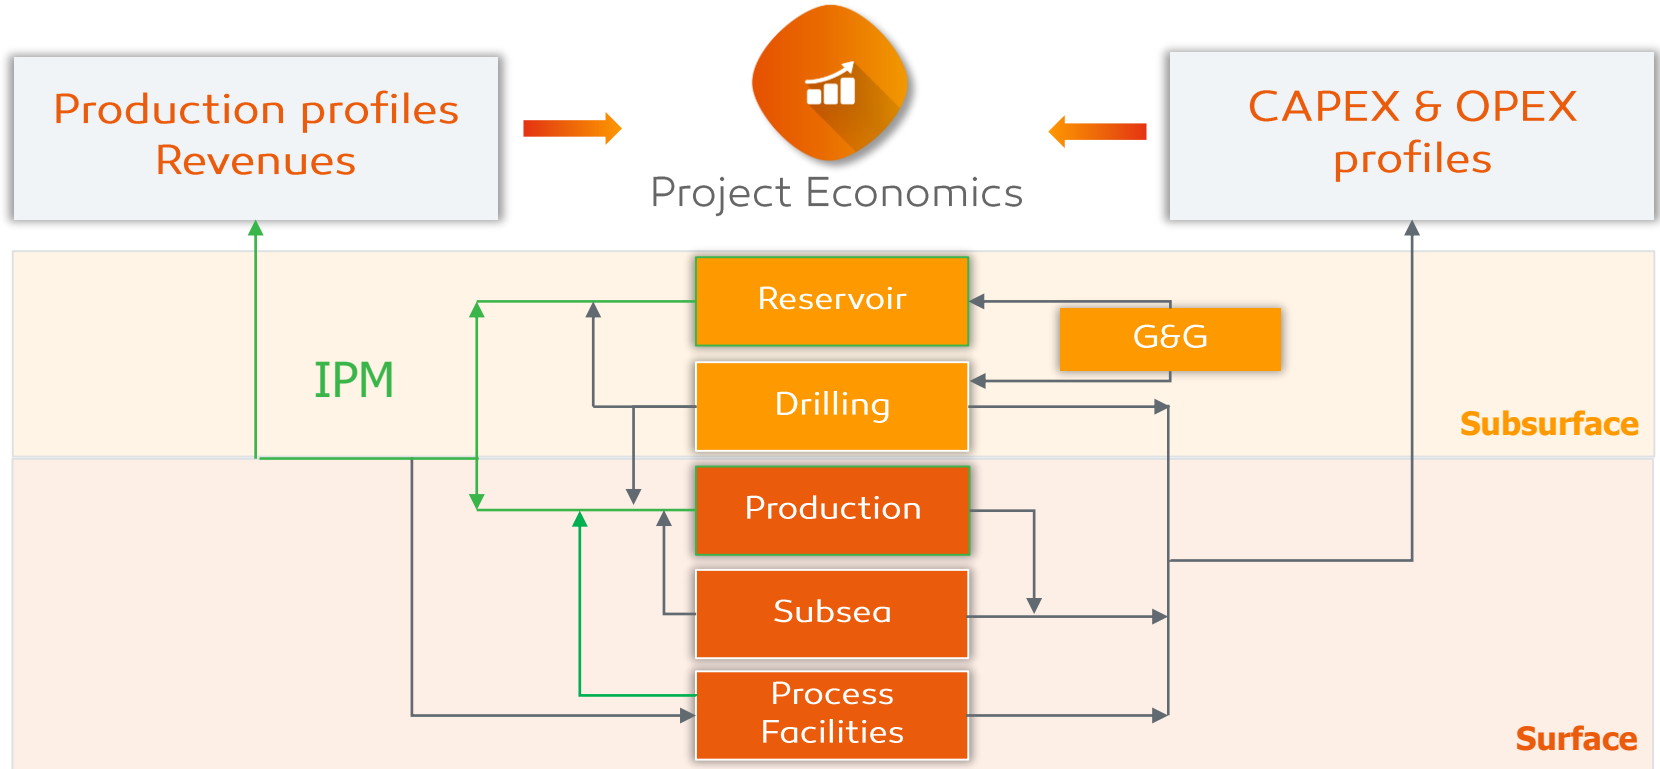 Production profiles
Revenues
Project Economics
CAPEX & OPEX
profiles
Reservoir
G&G
IPM
Drilling
Subsurface
Production
Subsea
Process
Facilities
Surface